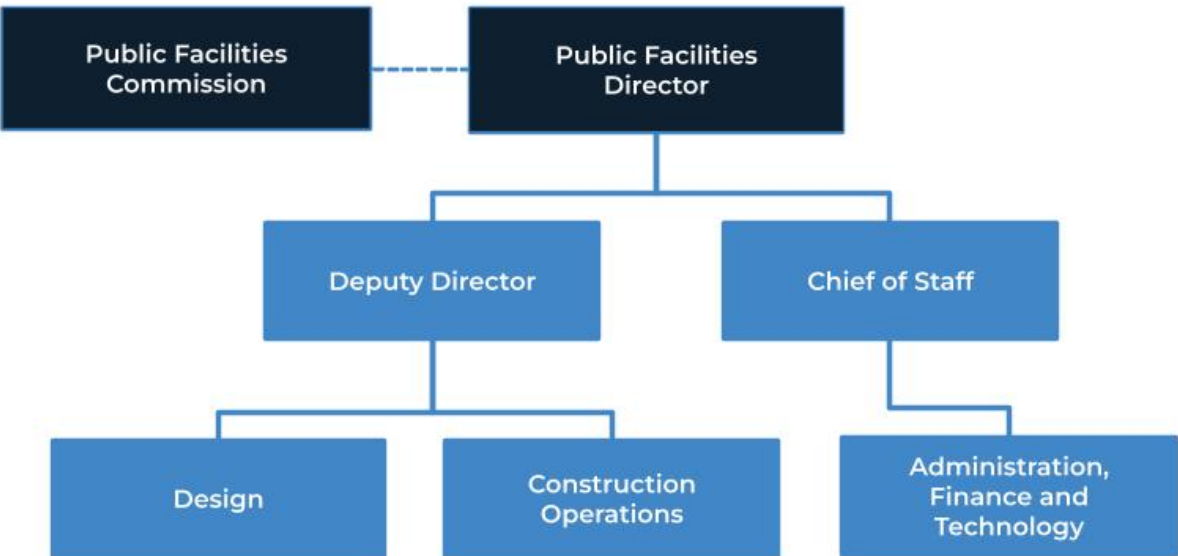 Public Facilities
Commission
Public Facilities
Director
Deputy Director
Chief of Staff
Design
Construction
Operations
Administration,
Finance and
Technology